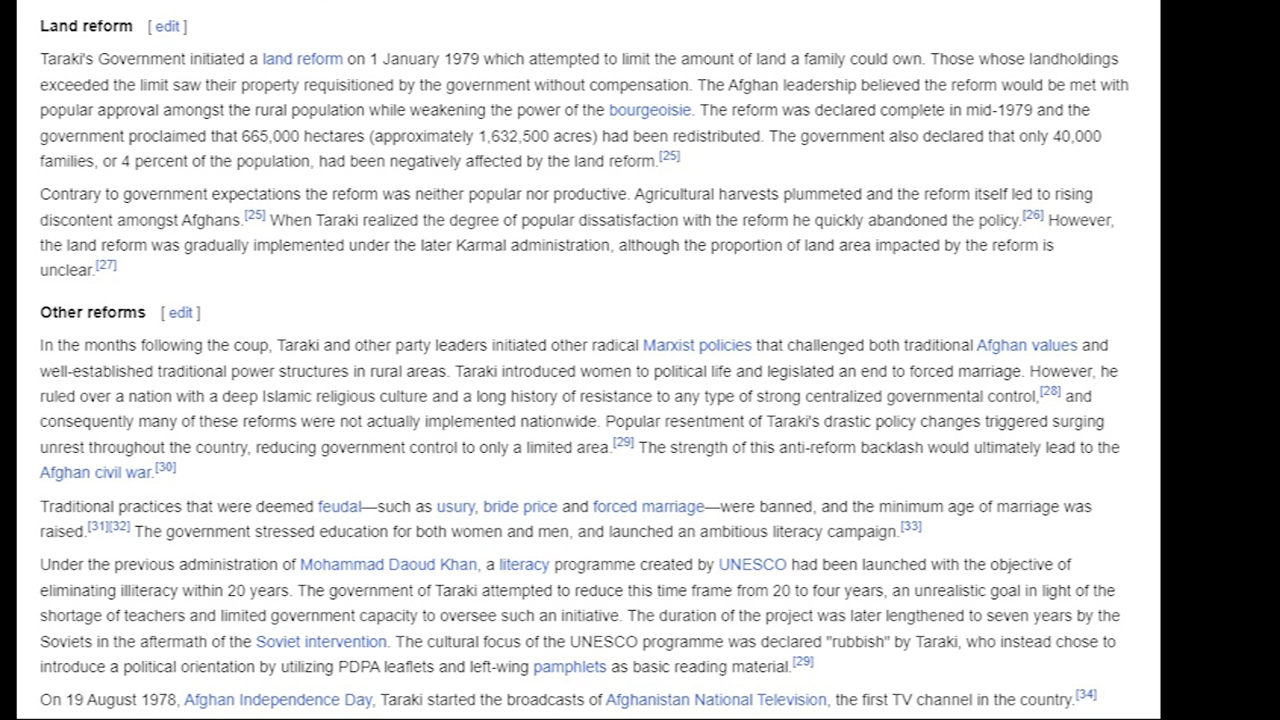 Land reform [ edit ]
Taraki's Government initiated a land reform on 1 January 1979 which attempted to limit the amount of land a family could own. Those whose landholdings
exceeded the limit saw their property requisitioned by the government without compensation. The Afghan leadership believed the reform would be met with
popular approval amongst the rural population while weakening the power of the bourgeoisie. The reform was declared complete in mid-1979 and the
government proclaimed that 665,000 hectares (approximately 1,632,500 acres) had been redistributed. The government also declared that only 40,000
families, or 4 percent of the population, had been negatively affected by the land reform.[25]
Contrary to government expectations the reform was neither popular nor productive. Agricultural harvests plummeted and the reform itself led to rising
discontent amongst Afghans.[25] When Taraki realized the degree of popular dissatisfaction with the reform he quickly abandoned the policy.[26] However,
the land reform was gradually implemented under the later Karmal administration, although the proportion of land area impacted by the reform is
unclear.[27]
Other reforms [ edit ]
In the months following the coup, Taraki and other party leaders initiated other radical Marxist policies that challenged both traditional Afghan values and
well-established traditional power structures in rural areas. Taraki introduced women to political life and legislated an end to forced marriage. However, he
ruled over a nation with a deep Islamic religious culture and a long history of resistance to any type of strong centralized governmental control,[28] and
consequently many of these reforms were not actually implemented nationwide. Popular resentment of Taraki's drastic policy changes triggered surging
unrest throughout the country, reducing government control to only a limited area.[29] The strength of this anti-reform backlash would ultimately lead to the
Afghan civil war.[30]
Traditional practices that were deemed feudal—such as usury, bride price and forced marriage—were banned, and the minimum age of marriage was
raised.[31][32] The government stressed education for both women and men, and launched an ambitious literacy campaign.[33]
Under the previous administration of Mohammad Daoud Khan, a literacy programme created by UNESCO had been launched with the objective of
eliminating illiteracy within 20 years. The government of Taraki attempted to reduce this time frame from 20 to four years, an unrealistic goal in light of the
shortage of teachers and limited government capacity to oversee such an initiative. The duration of the project was later lengthened to seven years by the
Soviets in the aftermath of the Soviet intervention. The cultural focus of the UNESCO programme was declared "rubbish" by Taraki, who instead chose to
introduce a political orientation by utilizing PDPA leaflets and left-wing pamphlets as basic reading material.[29]
On 19 August 1978, Afghan Independence Day, Taraki started the broadcasts of Afghanistan National Television, the first TV channel in the country.[34]